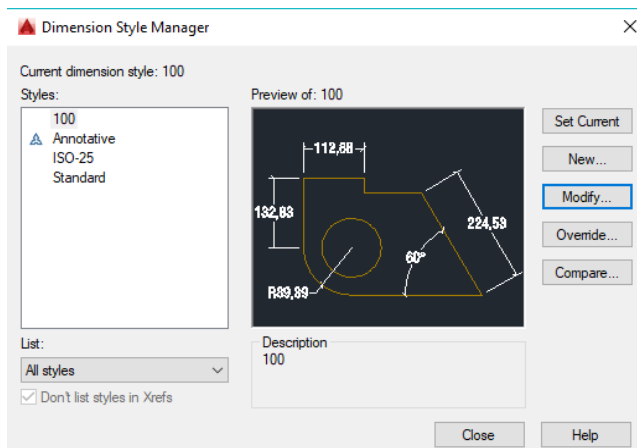 Dimension Style Manager
Current dimension style: 100
Styles:
100
Annotative
ISO-25
Standard
List:
All styles
Don't list styles in Xrefs
Preview of: 100
112,68
132,83
224,53
60°
R89,89
Description
100
Set Current
New...
Modify...
Override...
Compare...
Close
Help